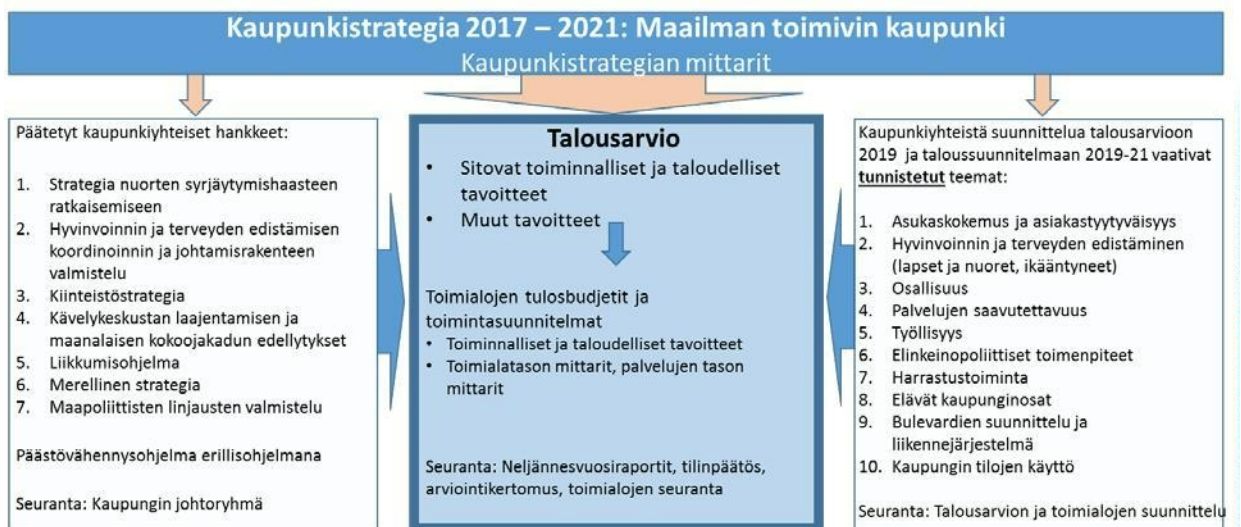 Kaupunkistrategia 2017 – 2021: Maailman toimivin kaupunki
Kaupunkistrategian mittarit
Päätetyt kaupunkiyhteiset hankkeet:
1. Strategia nuorten syrjäytymishaasteen
ratkaisemiseen
2. Hyvinvoinnin ja terveyden edistämisen
koordinoinnin ja johtamisrakenteen
valmistelu
3. Kiinteistöstrategia
4. Kävelykeskustan laajentamisen ja
maanalaisen kokoojakadun edellytykset
5. Liikkumisohjelma
6. Merellinen strategia
7. Maapoliittisten linjausten valmistelu
Päästövähennysohjelma erillisohjelmana
Seuranta: Kaupungin johtoryhmä
Talousarvio
• Sitovat toiminnalliset ja taloudelliset
tavoitteet
• Muut tavoitteet
Toimialojen tulosbudjetit ja
toimintasuunnitelmat
• Toiminnalliset ja taloudelliset tavoitteet
• Toimialatason mittarit, palvelujen tason
mittarit
Seuranta: Neljännesvuosiraportit, tilinpäätös,
arviointikertomus, toimialojen seuranta
Kaupunkiyhteistä suunnittelua talousarvioon
2019 ja taloussuunnitelmaan 2019-21 vaativat
tunnistetut teemat:
1. Asukaskokemus ja asiakastyytyväisyys
2. Hyvinvoinnin ja terveyden edistäminen
(lapset ja nuoret, ikääntyneet)
3. Osallisuus
4. Palvelujen saavutettavuus
5. Työllisyys
6. Elinkeinopoliittiset toimenpiteet
7. Harrastustoiminta
8. Elävät kaupunginosat
9. Bulevardien suunnittelu ja
liikennejärjestelmä
10. Kaupungin tilojen käyttö
Seuranta: Talousarvion ja toimialojen suunnittelu